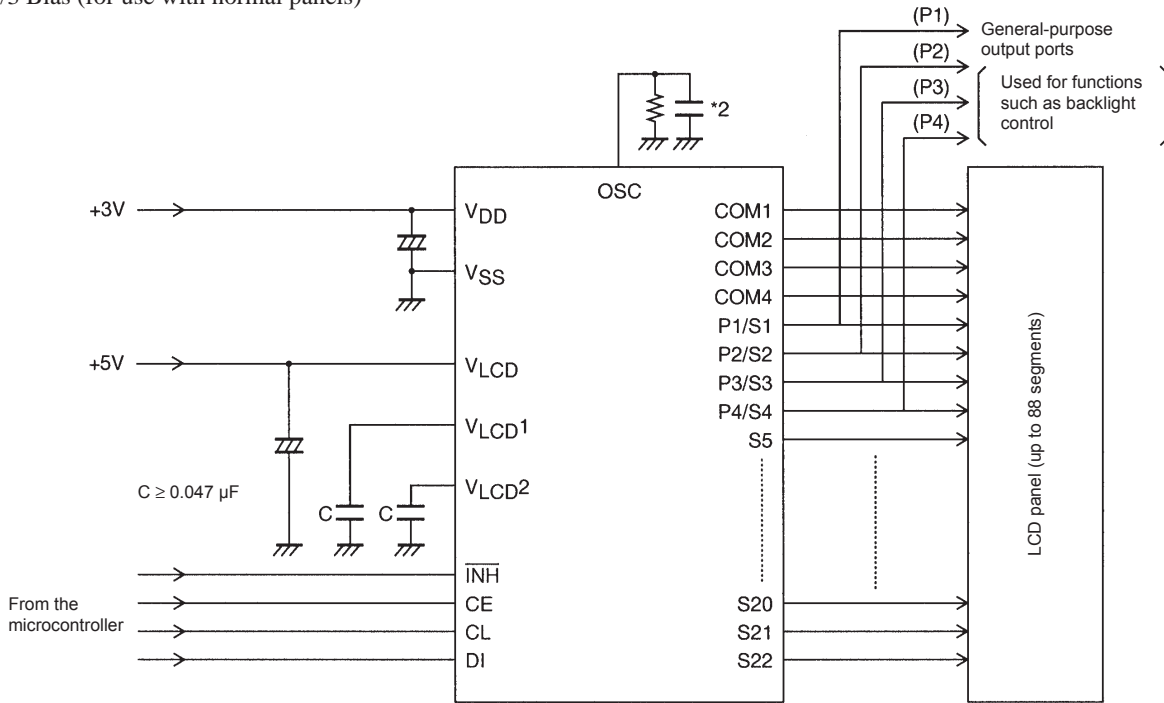 /3 Bias (for use with normal panels)
(P1)
General-purpose
output ports
(P2)
(P3)
Used for functions
such as backlight
control
(P4)
*2
OSC
+3V
VDD
VSS
+5V
VLCD
VLCD1
VLCD2
C ≥ 0.047 µF
C
C
From the
microcontroller
INH
CE
CL
DI
COM1
COM2
COM3
COM4
P1/S1
P2/S2
P3/S3
P4/S4
S5
S20
S21
S22
LCD panel (up to 88 segments)